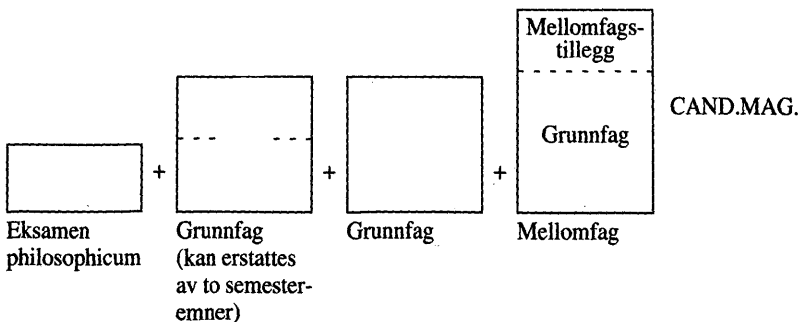 Mellomfags-
tillegg
Grunnfag
CAND.MAG.
+
+
+
Eksamen
philosophicum
Grunnfag
(kan erstattes
av to semester-
emner)
Grunnfag
Mellomfag